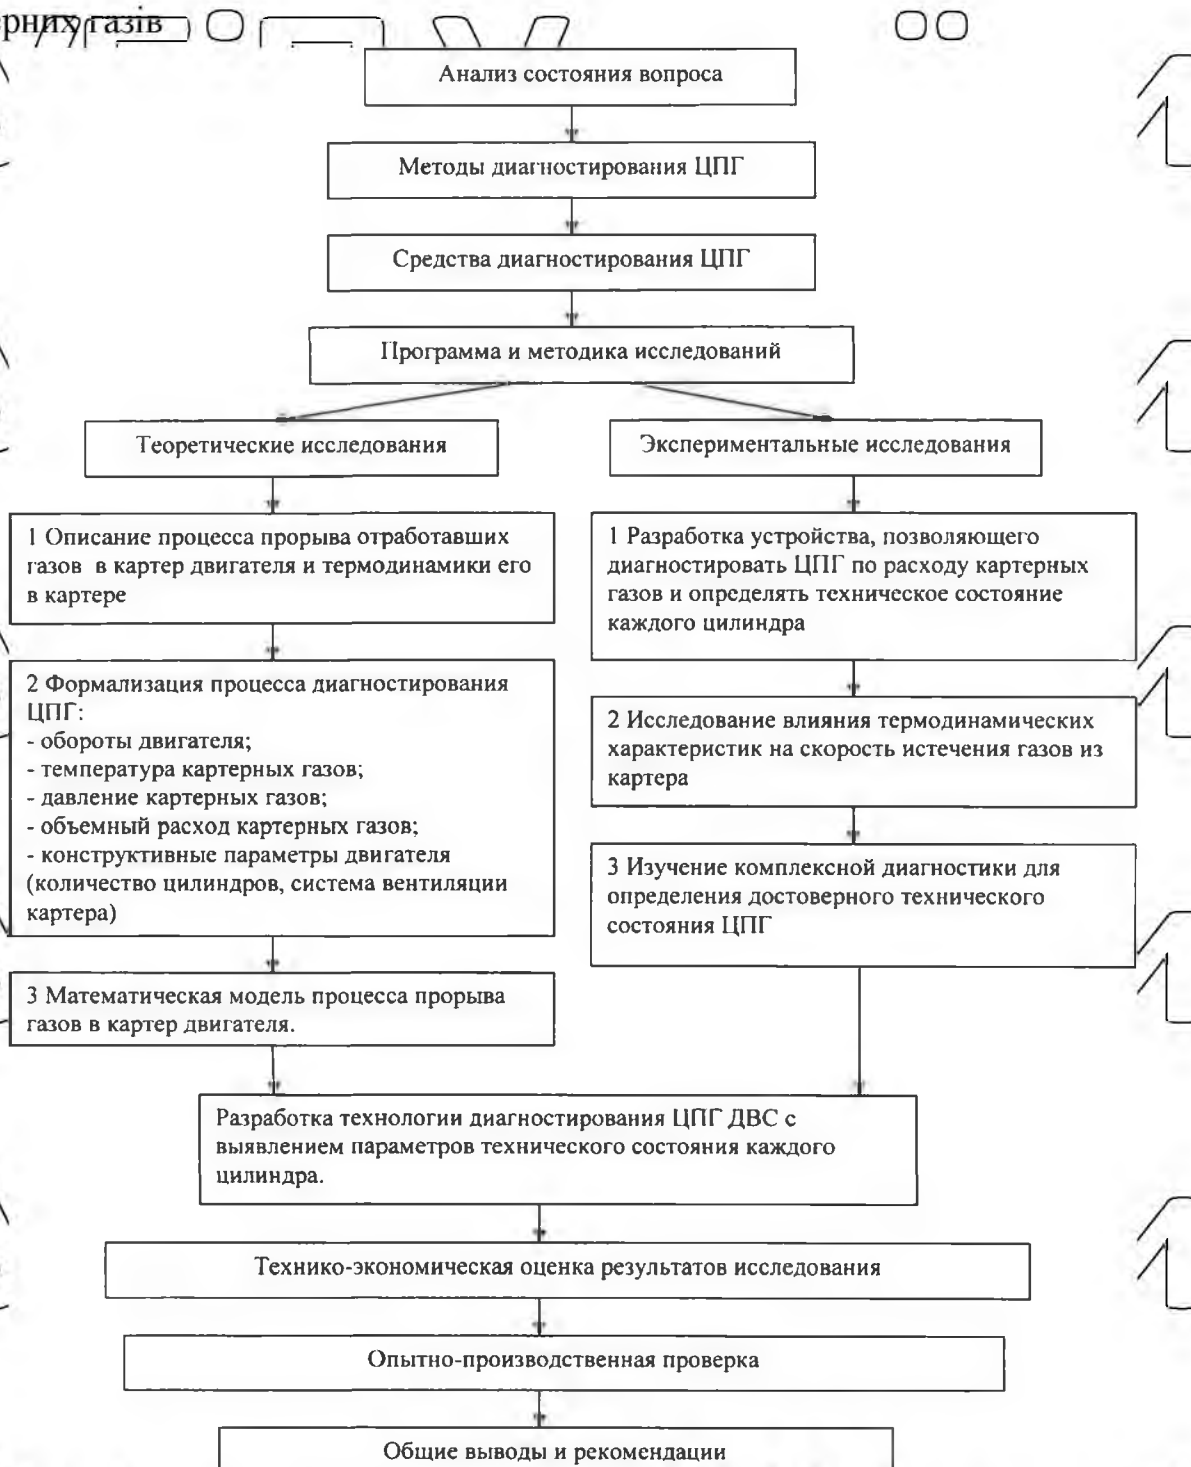 рних газів
Анализ состояния вопроса
Методы диагностирования ЦПГ
Средства диагностирования ЦПГ
Программа и методика исследований
Теоретические исследования
1 Описание процесса прорыва отработавших
газов в картер двигателя и термодинамики его
в картере
2 Формализация процесса диагностирования
ЦПГ:
- обороты двигателя;
- температура картерных газов;
- давление картерных газов;
- объемный расход картерных газов;
- конструктивные параметры двигателя
(количество цилиндров, система вентиляции
картера)
3 Математическая модель процесса прорыва
газов в картер двигателя.
Экспериментальные исследования
1 Разработка устройства, позволяющего
диагностировать ЦПГ по расходу картерных
газов и определять техническое состояние
каждого цилиндра
2 Исследование влияния термодинамических
характеристик на скорость истечения газов из
картера
3 Изучение комплексной диагностики для
определения достоверного технического
состояния ЦПГ
Разработка технологии диагностирования ЦПГ ДВС с
выявлением параметров технического состояния каждого
цилиндра.
Технико-экономическая оценка результатов исследования
Опытно-производственная проверка
Общие выводы и рекомендации